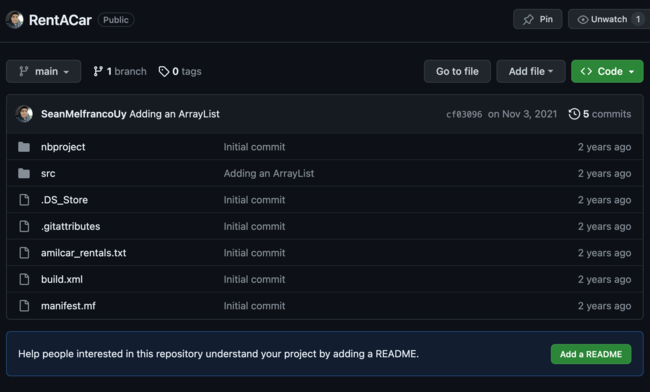 RentACar Public Pin Unwatch 1
main 1 branch 0 tags Go to file Add file Code
SeanMelfrancoUy Adding an ArrayList cf03096 on Nov 3, 2021 5 commits
nbproject Initial commit 2 years ago
src Adding an ArrayList 2 years ago
.DS_Store Initial commit 2 years ago
.gitattributes Initial commit 2 years ago
amilcar_rentals.txt Initial commit 2 years ago
build.xml Initial commit 2 years ago
manifest.mf Initial commit 2 years ago
Help people interested in this repository understand your project by adding a README. Add a README